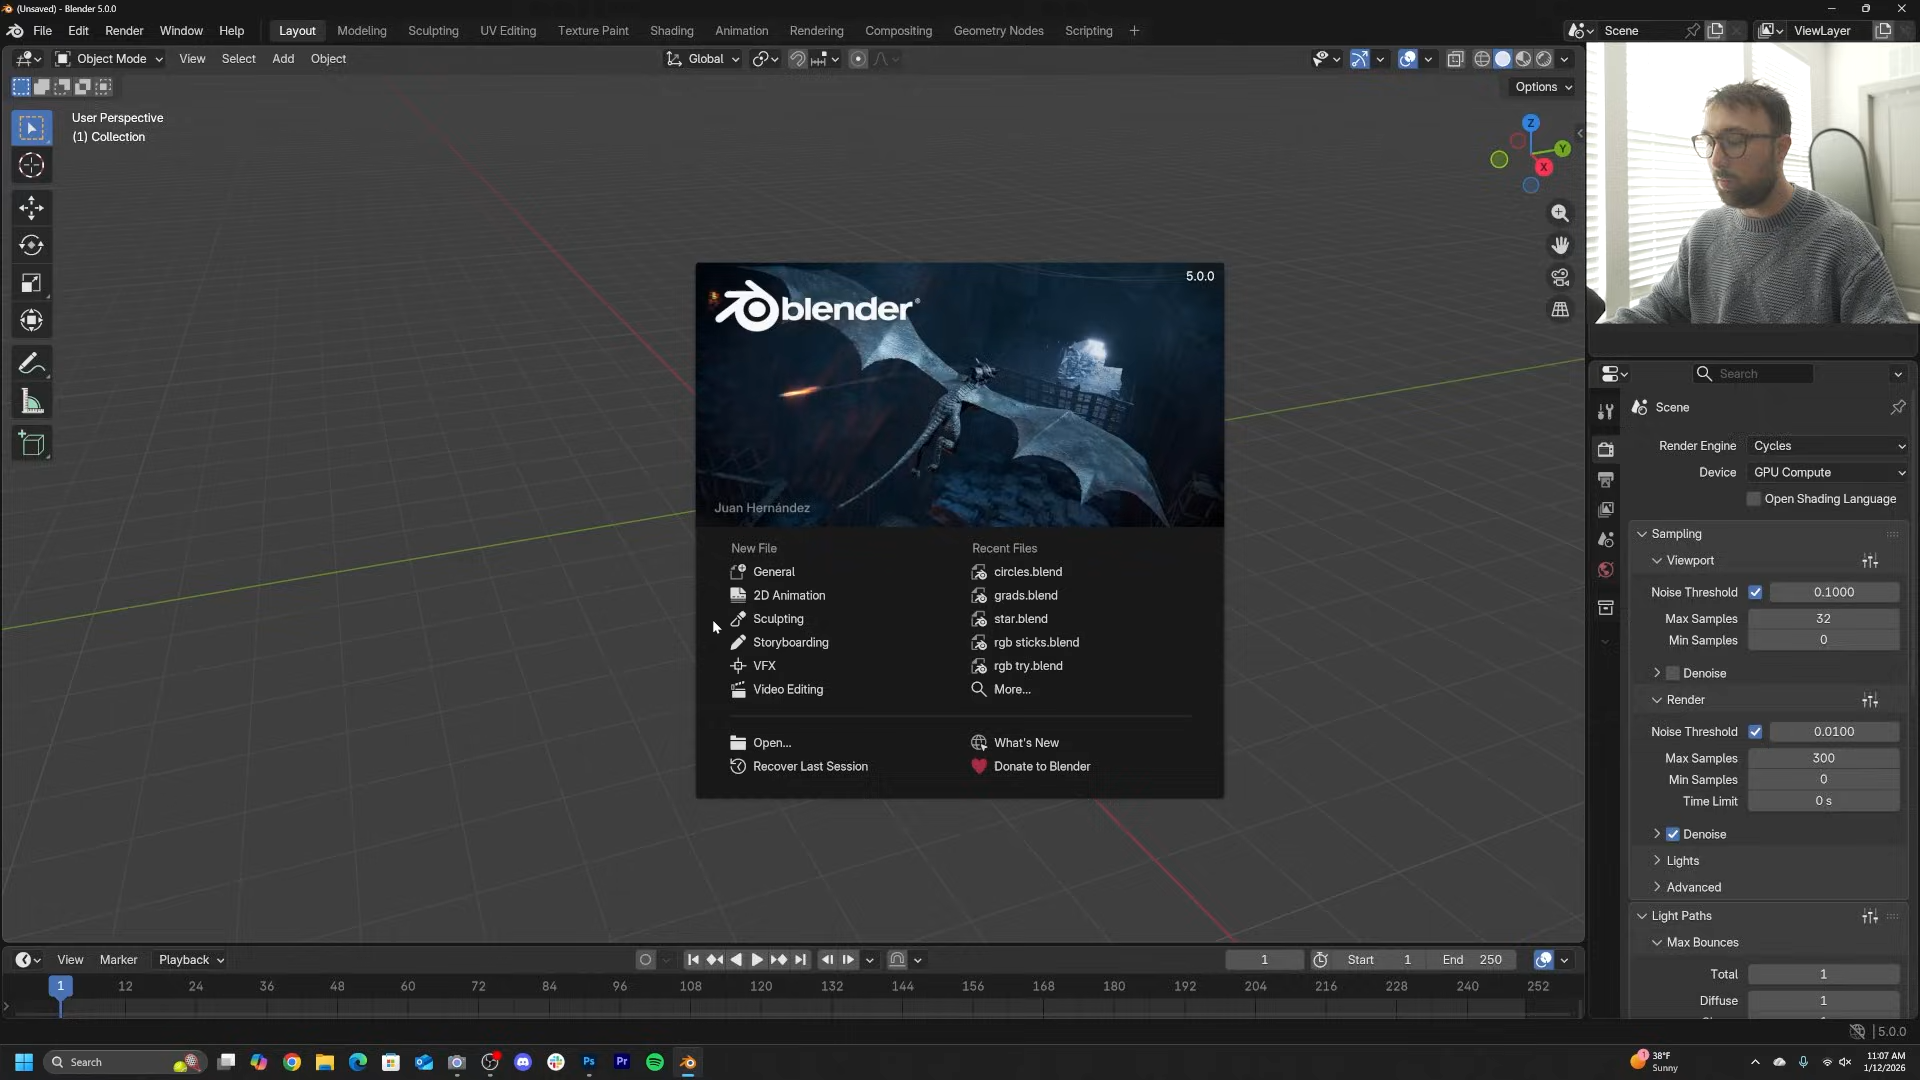 (Unsaved) - Blender 5.0.0
File Edit Render Window Help Layout Modeling Sculpting UV Editing Texture Paint Shading Animation Rendering Compositing Geometry Nodes Scripting + Scene ViewLayer
Object Mode View Select Add Object Global
Options
User Perspective
(1) Collection
Z
Y
X
blender
5.0.0
Juan Hernández
New File
General
2D Animation
Sculpting
Storyboarding
VFX
Video Editing
Recent Files
circles.blend
grads.blend
star.blend
rgb sticks.blend
rgb try.blend
More...
Open...
Recover Last Session
What's New
Donate to Blender
Search
Scene
Render Engine Cycles
Device GPU Compute
Open Shading Language
Sampling
Viewport
Noise Threshold 0.1000
Max Samples 32
Min Samples 0
Denoise
Render
Noise Threshold 0.0100
Max Samples 300
Min Samples 0
Time Limit 0 s
Denoise
Lights
Advanced
Light Paths
Max Bounces
Total 1
Diffuse 1
View Marker Playback 1 Start 1 End 250
1 12 24 36 48 60 72 84 96 108 120 132 144 156 168 180 192 204 216 228 240 252
5.0.0
Search
Ps
Pr
1
38°F
Sunny
11:07 AM
1/12/2026